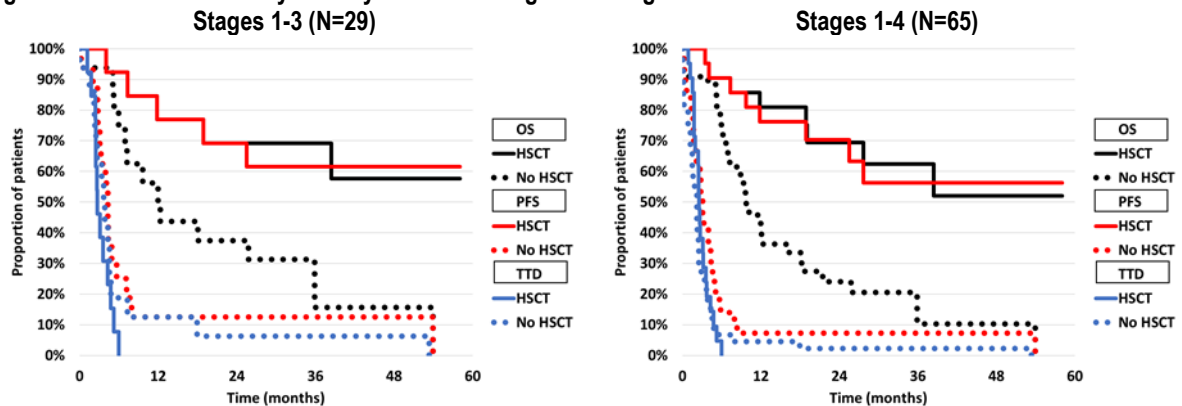 Stages 1-3 (N=29)
100%
90%
80%
70%
60%
50%
40%
30%
20%
10%
0%
Proportion of patients
0 12 24 36 48 60
Time (months)
OS
HSCT
No HSCT
PFS
HSCT
No HSCT
TTD
HSCT
No HSCT
Stages 1-4 (N=65)
100%
90%
80%
70%
60%
50%
40%
30%
20%
10%
0%
Proportion of patients
0 12 24 36 48 60
Time (months)
OS
HSCT
No HSCT
PFS
HSCT
No HSCT
TTD
HSCT
No HSCT